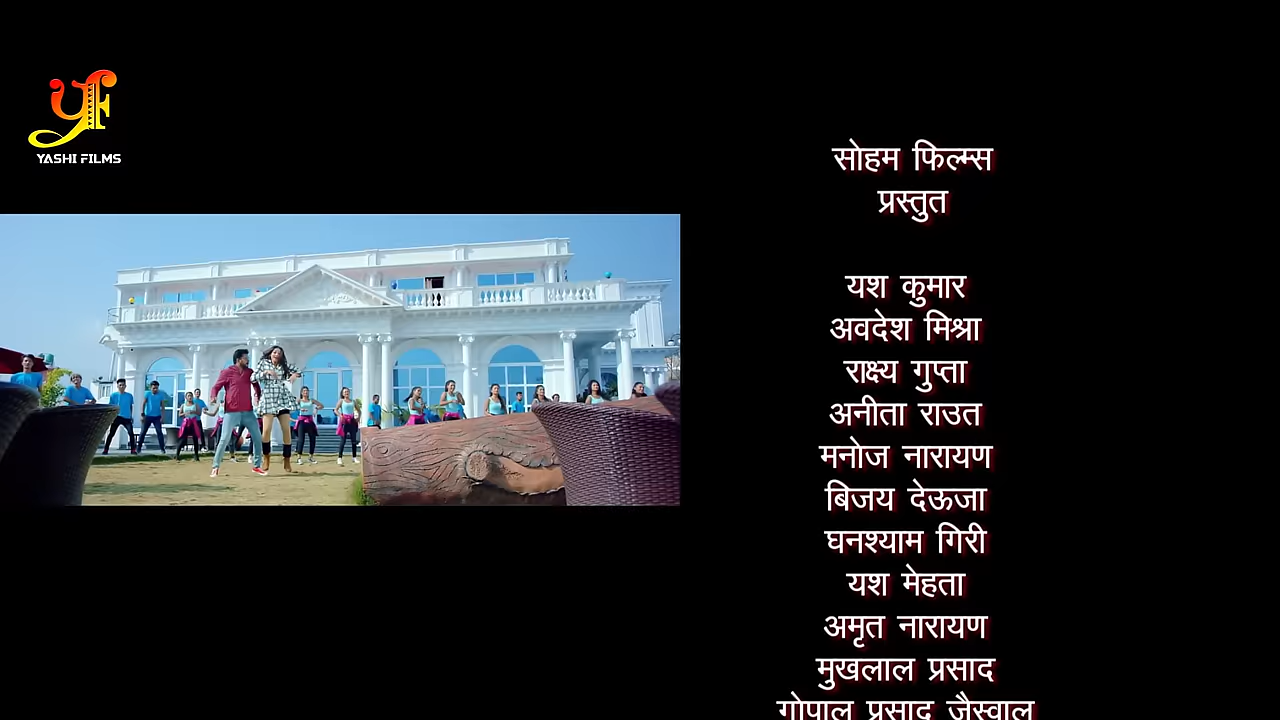 YF
YASHI FILMS
सोहम फिल्म्स
प्रस्तुत
यश कुमार
अवदेश मिश्रा
राक्ष्य गुप्ता
अनीता राउत
मनोज नारायण
बिजय देऊजा
घनश्याम गिरी
यश मेहता
अमृत नारायण
मुखलाल प्रसाद
गोपाल प्रसाद जैस्वाल